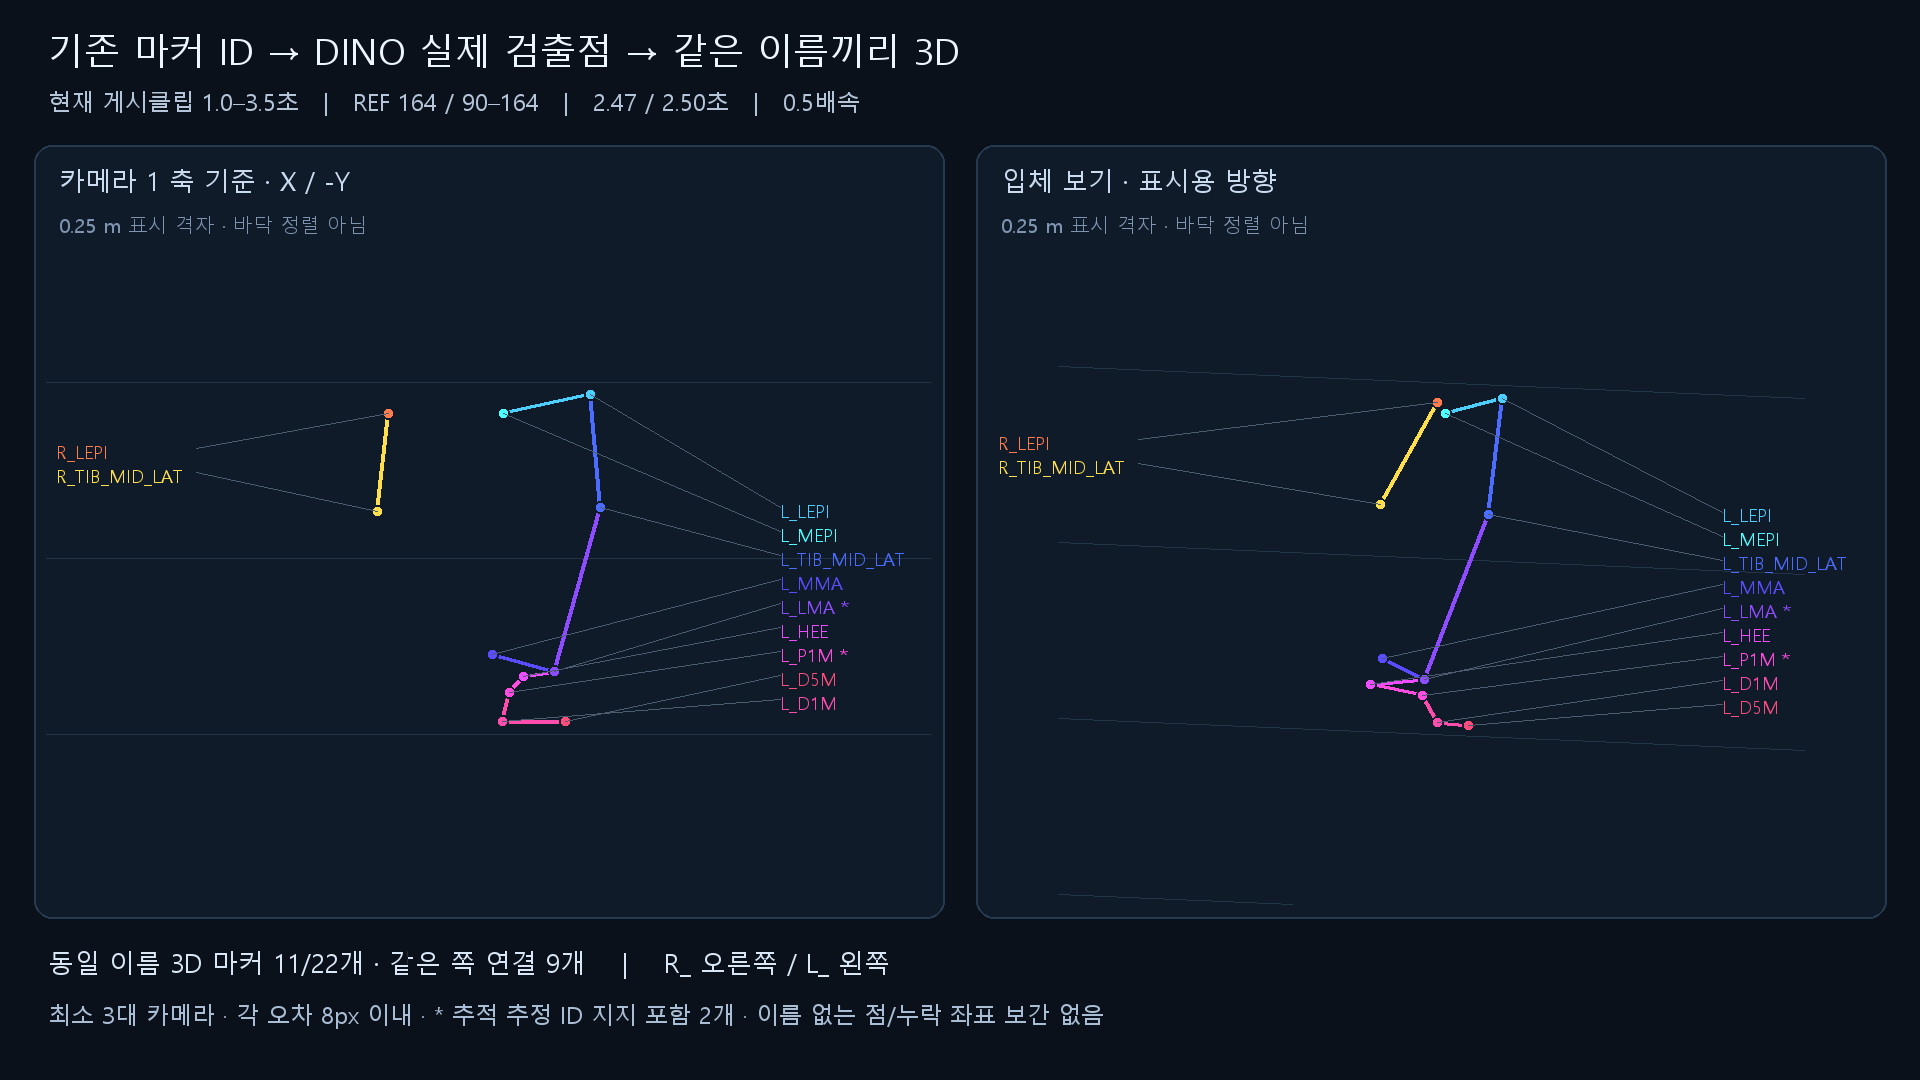 기존 마커 ID → DINO 실제 검출점 → 같은 이름끼리 3D
현재 게시클립 1.0–3.5초 | REF 164 / 90–164 | 2.47 / 2.50초 | 0.5배속
카메라 1 축 기준 · X / -Y
0.25 m 표시 격자 · 바닥 정렬 아님
R_LEPI
R_TIB_MID_LAT
L_LEPI
L_MEPI
L_TIB_MID_LAT
L_MMA
L_LMA *
L_HEE
L_P1M *
L_D5M
L_D1M
입체 보기 · 표시용 방향
0.25 m 표시 격자 · 바닥 정렬 아님
R_LEPI
R_TIB_MID_LAT
L_LEPI
L_MEPI
L_TIB_MID_LAT
L_MMA
L_LMA *
L_HEE
L_P1M *
L_D1M
L_D5M
동일 이름 3D 마커 11/22개 · 같은 쪽 연결 9개 | R_ 오른쪽 / L_ 왼쪽
최소 3대 카메라 · 각 오차 8px 이내 · * 추적 추정 ID 지지 포함 2개 · 이름 없는 점/누락 좌표 보간 없음